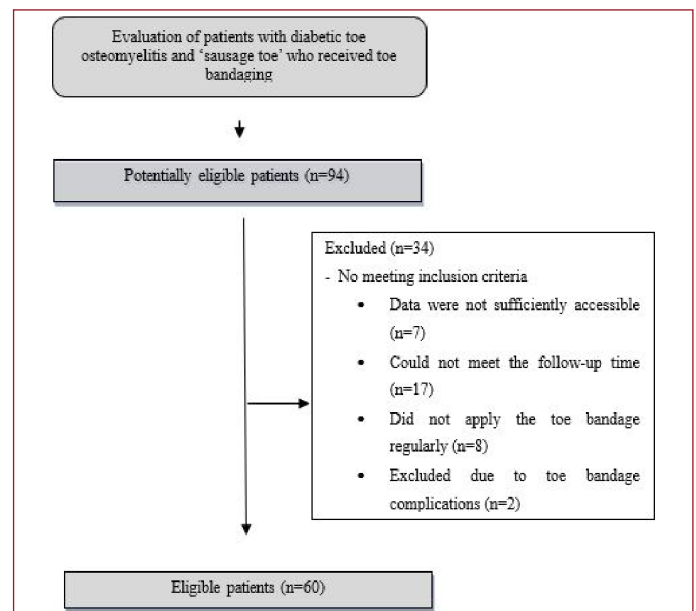 Evaluation of patients with diabetic toe
osteomyelitis and ‘sausage toe’ who received toe
bandaging
Potentially eligible patients (n=94)
Excluded (n=34)
- No meeting inclusion criteria
• Data were not sufficiently accessible
(n=7)
• Could not meet the follow-up time
(n=17)
• Did not apply the toe bandage
regularly (n=8)
• Excluded due to toe bandage
complications (n=2)
Eligible patients (n=60)